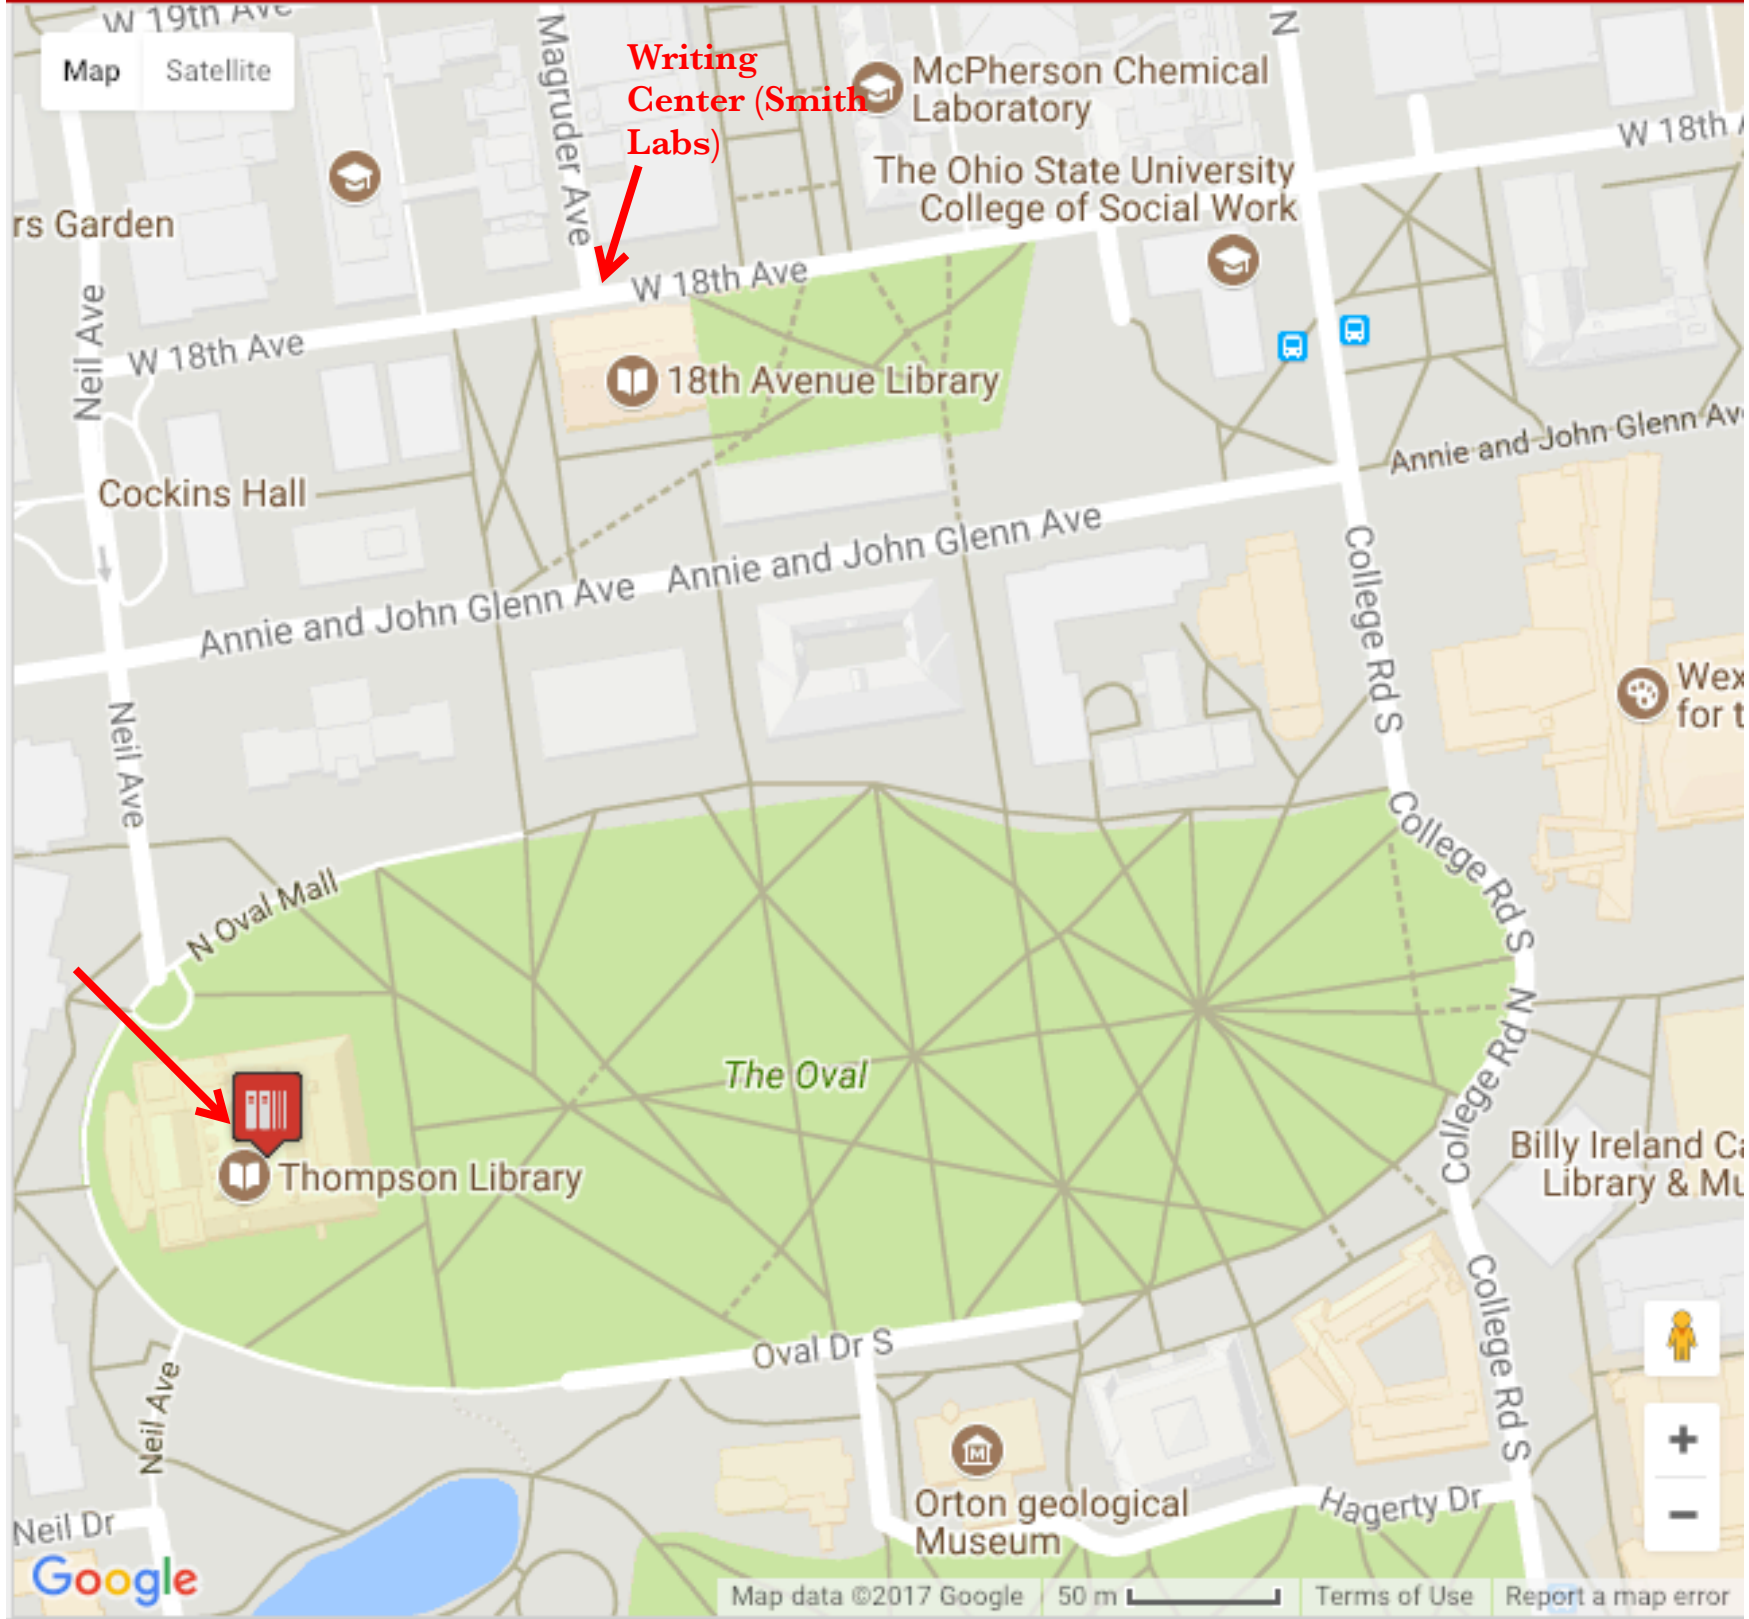 W 19th Ave
Map
Satellite
Magruder Ave
Writing
Center (Smith
Labs)
McPherson Chemical
Laboratory
N
W 18th A
The Ohio State University
College of Social Work
rs Garden
Neil Ave
W 18th Ave
W 18th Ave
18th Avenue Library
Annie and John Glenn Av
Cockins Hall
Annie and John Glenn Ave
Annie and John Glenn Ave
College Rd S
Neil Ave
Wex
for t
College Rd S
N Oval Mall
College Rd N
The Oval
Thompson Library
Billy Ireland Ca
Library & Mu
College Rd S
Oval Dr S
Neil Ave
Orton geological
Museum
Hagerty Dr
Neil Dr
Google
Map data ©2017 Google
50 m
Terms of Use
Report a map error